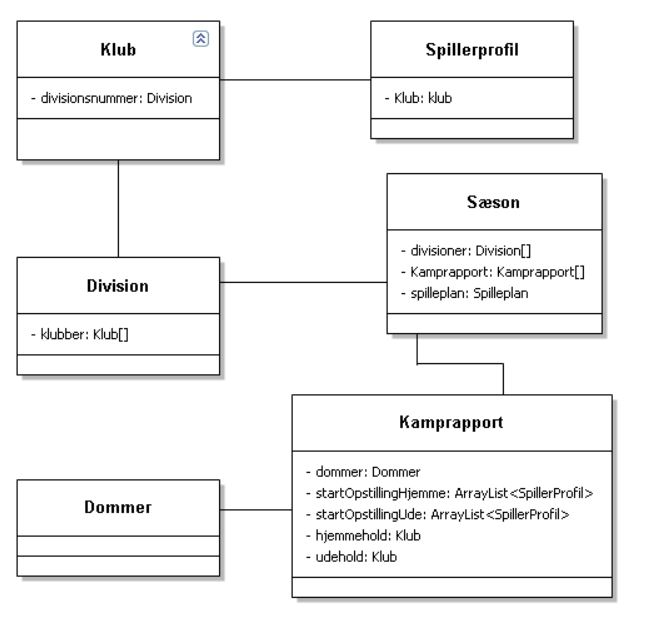 Klub
- divisionsnummer: Division
Spillerprofil
- Klub: klub
Sæson
- divisioner: Division[]
- Kamprapport: Kamprapport[]
- spilleplan: Spilleplan
Division
- klubber: Klub[]
Kamprapport
- dommer: Dommer
- startOpstillingHjemme: ArrayList<SpillerProfil>
- startOpstillingUde: ArrayList<SpillerProfil>
- hjemmehold: Klub
- udehold: Klub
Dommer